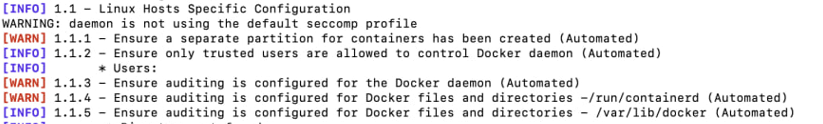 [INFO] 1.1 - Linux Hosts Specific Configuration
WARNING: daemon is not using the default seccomp profile
[WARN] 1.1.1 - Ensure a separate partition for containers has been created (Automated)
[INFO] 1.1.2 - Ensure only trusted users are allowed to control Docker daemon (Automated)
[INFO]       * Users:
[WARN] 1.1.3 - Ensure auditing is configured for the Docker daemon (Automated)
[WARN] 1.1.4 - Ensure auditing is configured for Docker files and directories -/run/containerd (Automated)
[INFO] 1.1.5 - Ensure auditing is configured for Docker files and directories - /var/lib/docker (Automated)